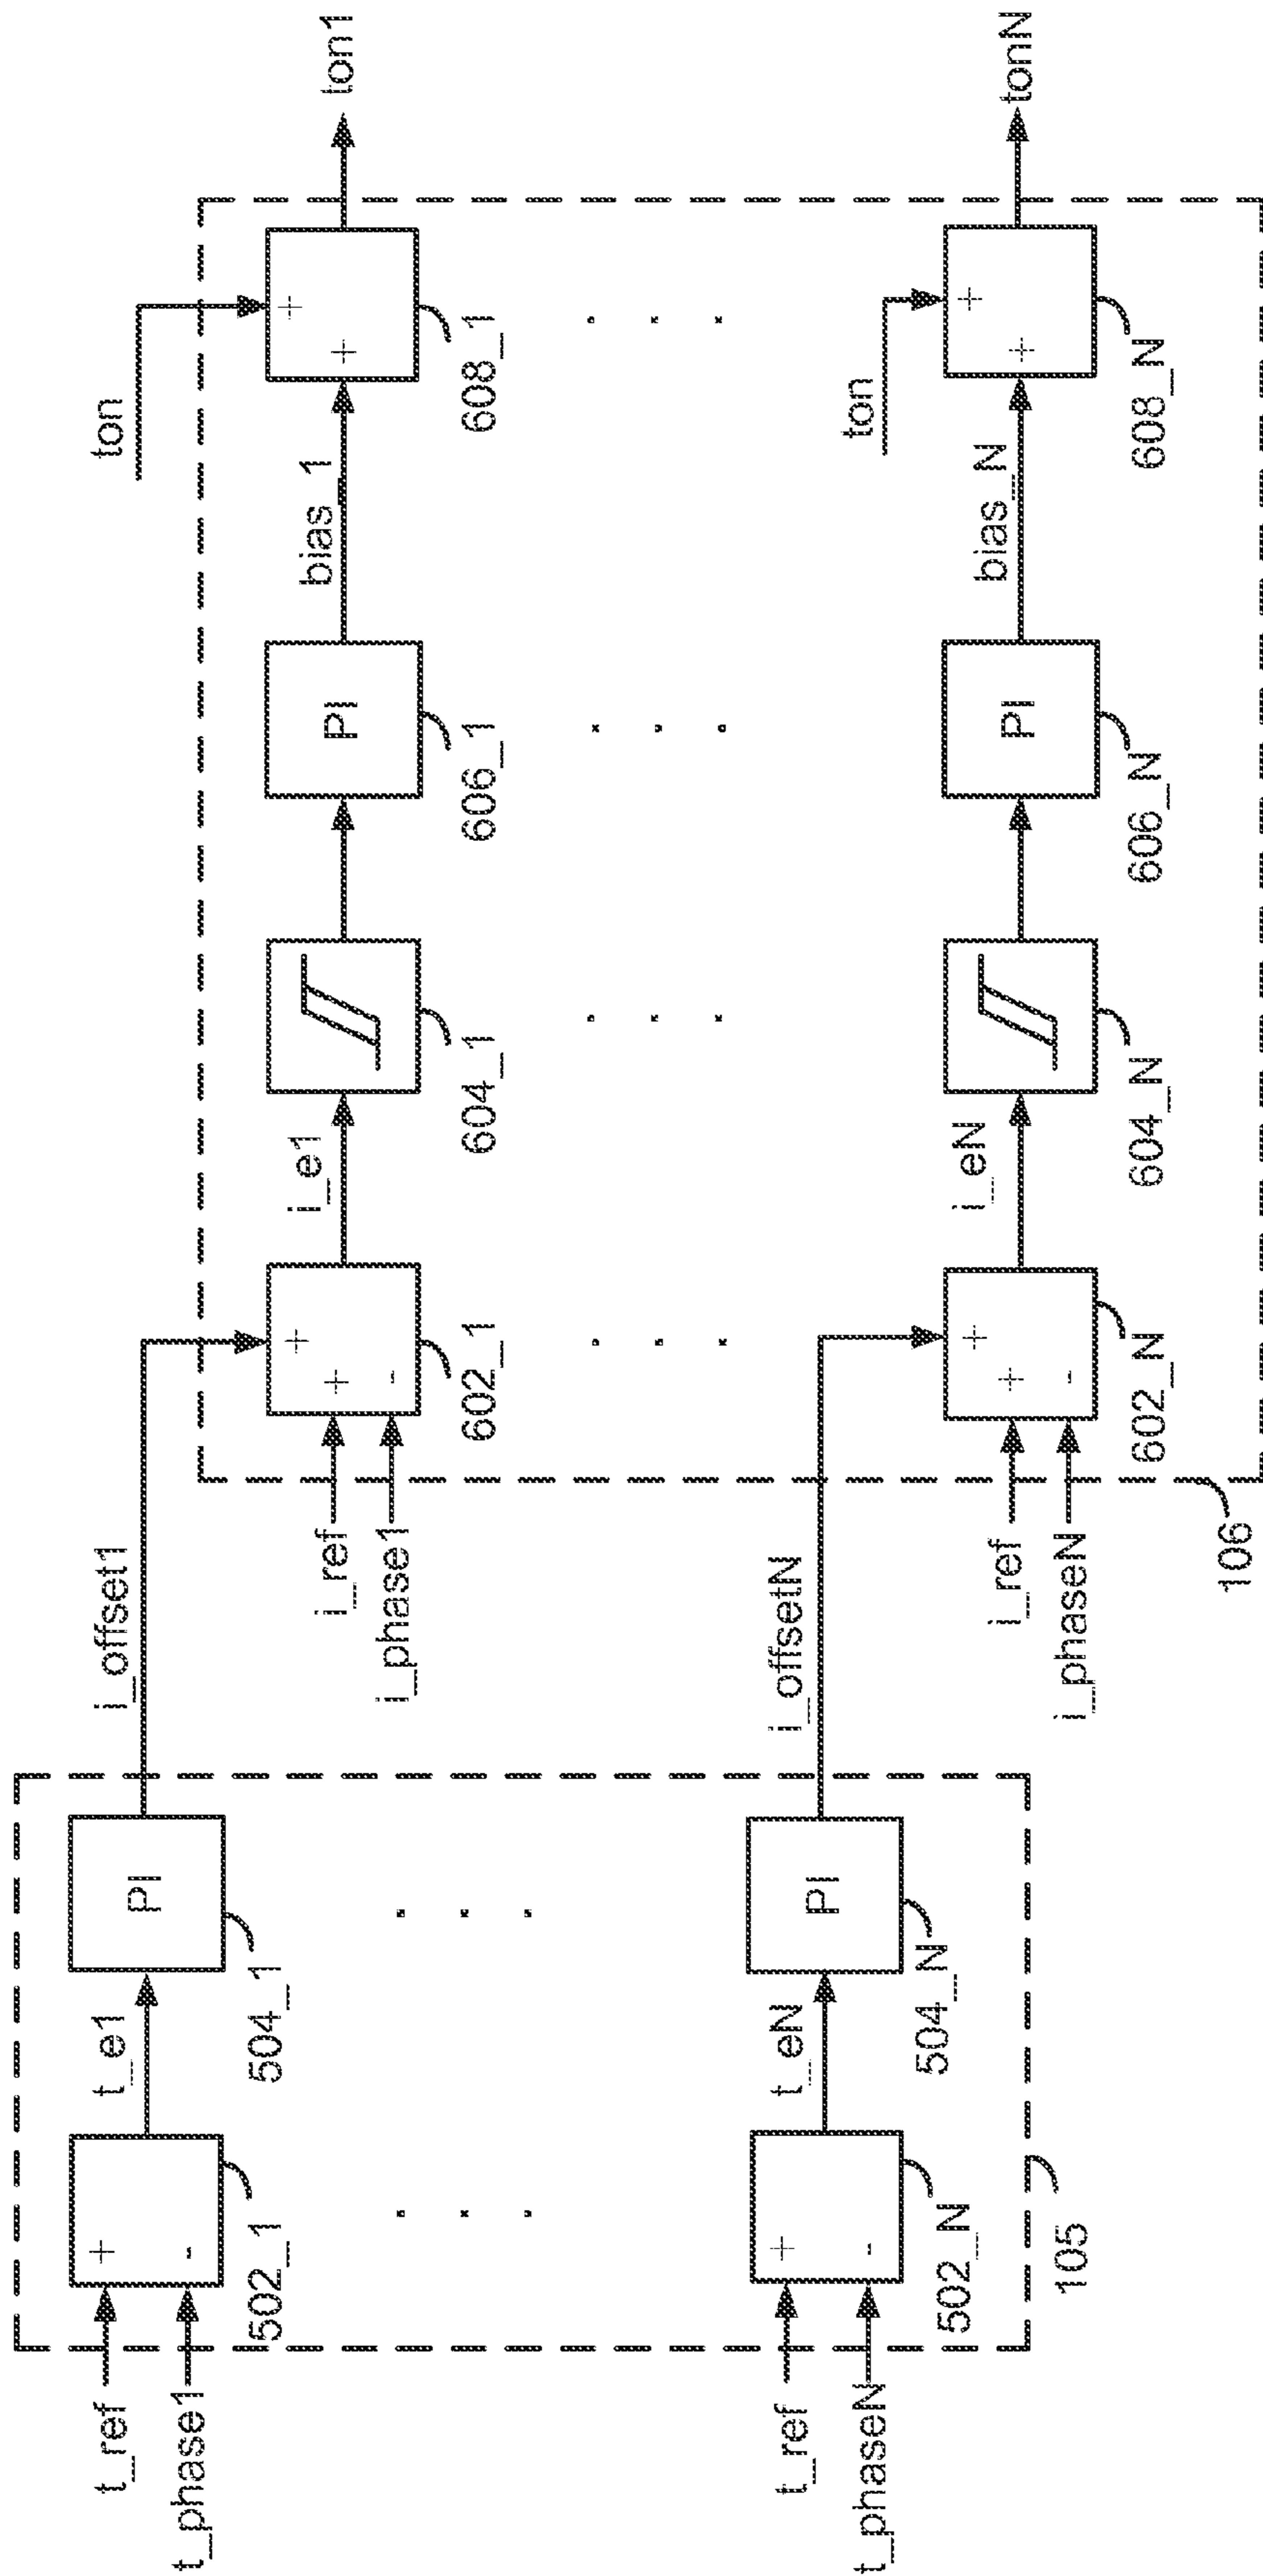 t_ref
t_phase1
+
-
502_1
t_e1
PI
504_1
i_offset1
i_ref
i_phase1
+
+
-
602_1
i_e1
604_1
PI
606_1
bias_1
ton
+
+
608_1
ton1
t_ref
t_phaseN
+
-
502_N
t_eN
PI
504_N
i_offsetN
i_ref
i_phaseN
+
+
-
602_N
i_eN
604_N
PI
606_N
bias_N
ton
+
+
608_N
tonN
105
106